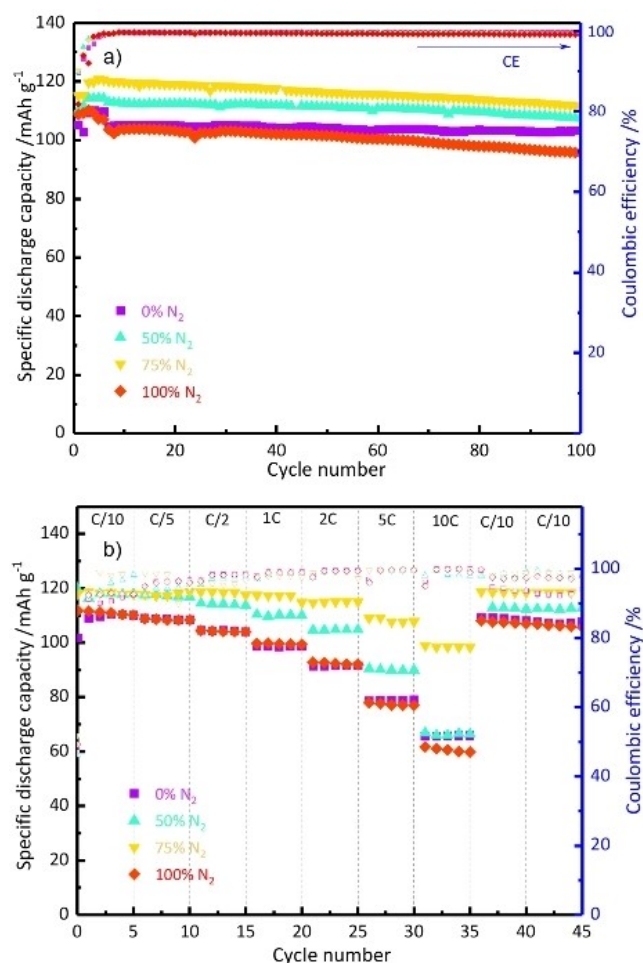 a)
CE
140
120
100
80
60
40
20
0
100
80
60
40
20
0 20 40 60 80 100
Specific discharge capacity /mAh g⁻¹
Coulombic efficiency /%
0% N₂
50% N₂
75% N₂
100% N₂
Cycle number
C/10 C/5 C/2 1C 2C 5C 10C C/10 C/10
b)
140
120
100
80
60
40
20
0
100
80
60
40
20
0
0 5 10 15 20 25 30 35 40 45
Specific discharge capacity /mAh g⁻¹
Coulombic efficiency /%
0% N₂
50% N₂
75% N₂
100% N₂
Cycle number